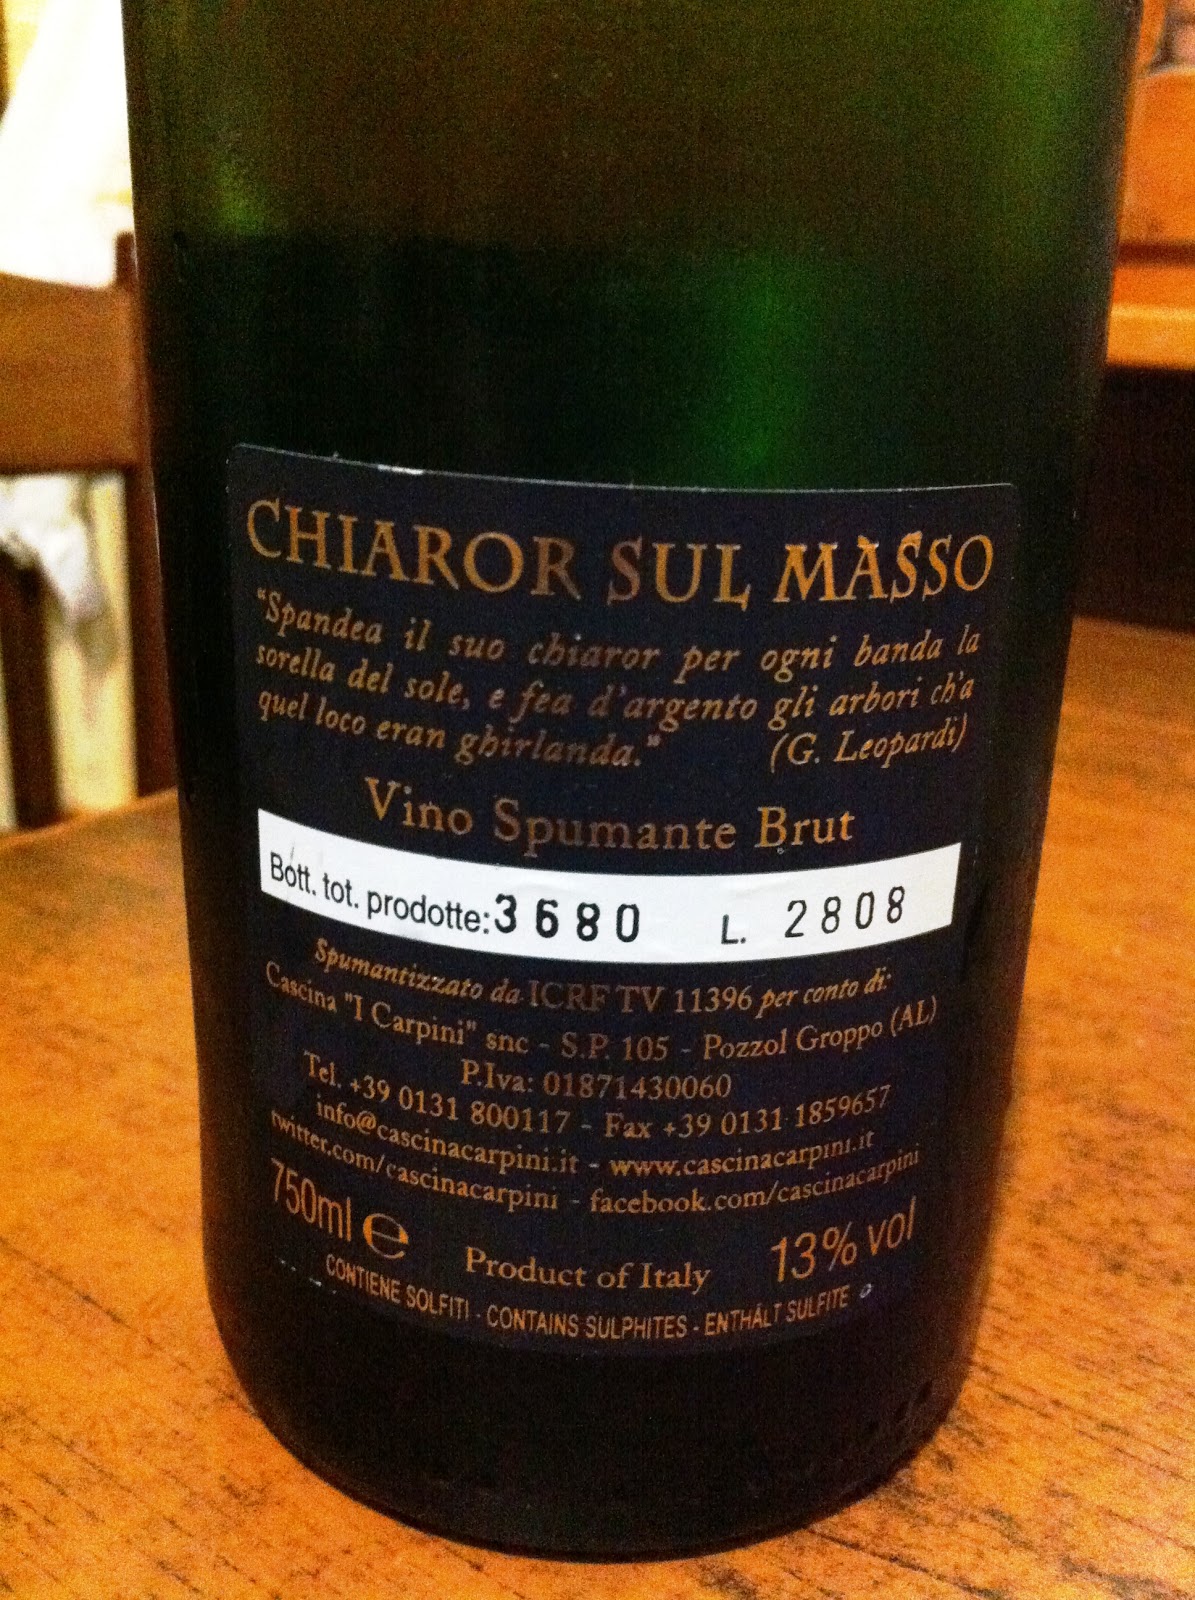 CHIAROR SUL MASSO
"Spandea il suo chiaror per ogni banda la
sorella del sole, e fea d'argento gli arbori ch'a
quel loco eran ghirlanda." (G. Leopardi)
Vino Spumante Brut
Bott. tot. prodotte: 3680 L. 2808
Spumantizzato da ICRF TV 11396 per conto di:
Cascina "I Carpini" snc - S.P. 105 - Pozzol Groppo (AL)
P.Iva: 01871430060
Tel. +39 0131 800117 - Fax +39 0131 1859657
info@cascinacarpini.it - www.cascinacarpini.it
twitter.com/cascinacarpini - facebook.com/cascinacarpini
750ml e Product of Italy 13% vol
CONTIENE SOLFITI - CONTAINS SULPHITES - ENTHÄLT SULFITE